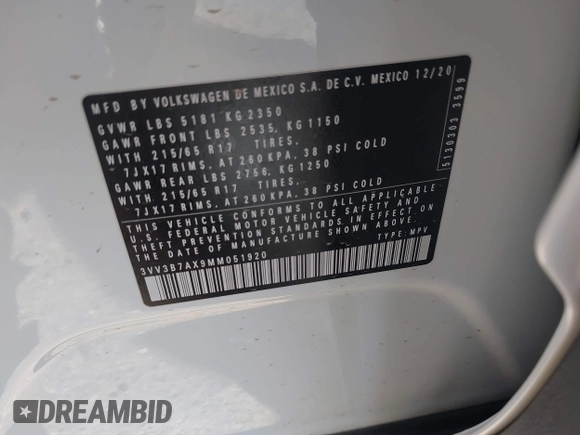 MFD BY VOLKSWAGEN DE MEXICO S.A. DE C.V. MEXICO 12/20
GVWR LBS 5181 KG 2350
GAWR FRONT LBS 2535, KG 1150
WITH 215/65 R17 TIRES,
7JX17 RIMS, AT 260 KPA, 38 PSI COLD
GAWR REAR LBS 2756, KG 1250
WITH 215/65 R17 TIRES,
7JX17 RIMS, AT 260 KPA, 38 PSI COLD
THIS VEHICLE CONFORMS TO ALL APPLICABLE
U.S. FEDERAL MOTOR VEHICLE SAFETY AND
THEFT PREVENTION STANDARDS IN EFFECT ON
THE DATE OF MANUFACTURE SHOWN ABOVE.
3VV3B7AX9MM051920 TYPE: MPV
5130303 3599
DREAMBID